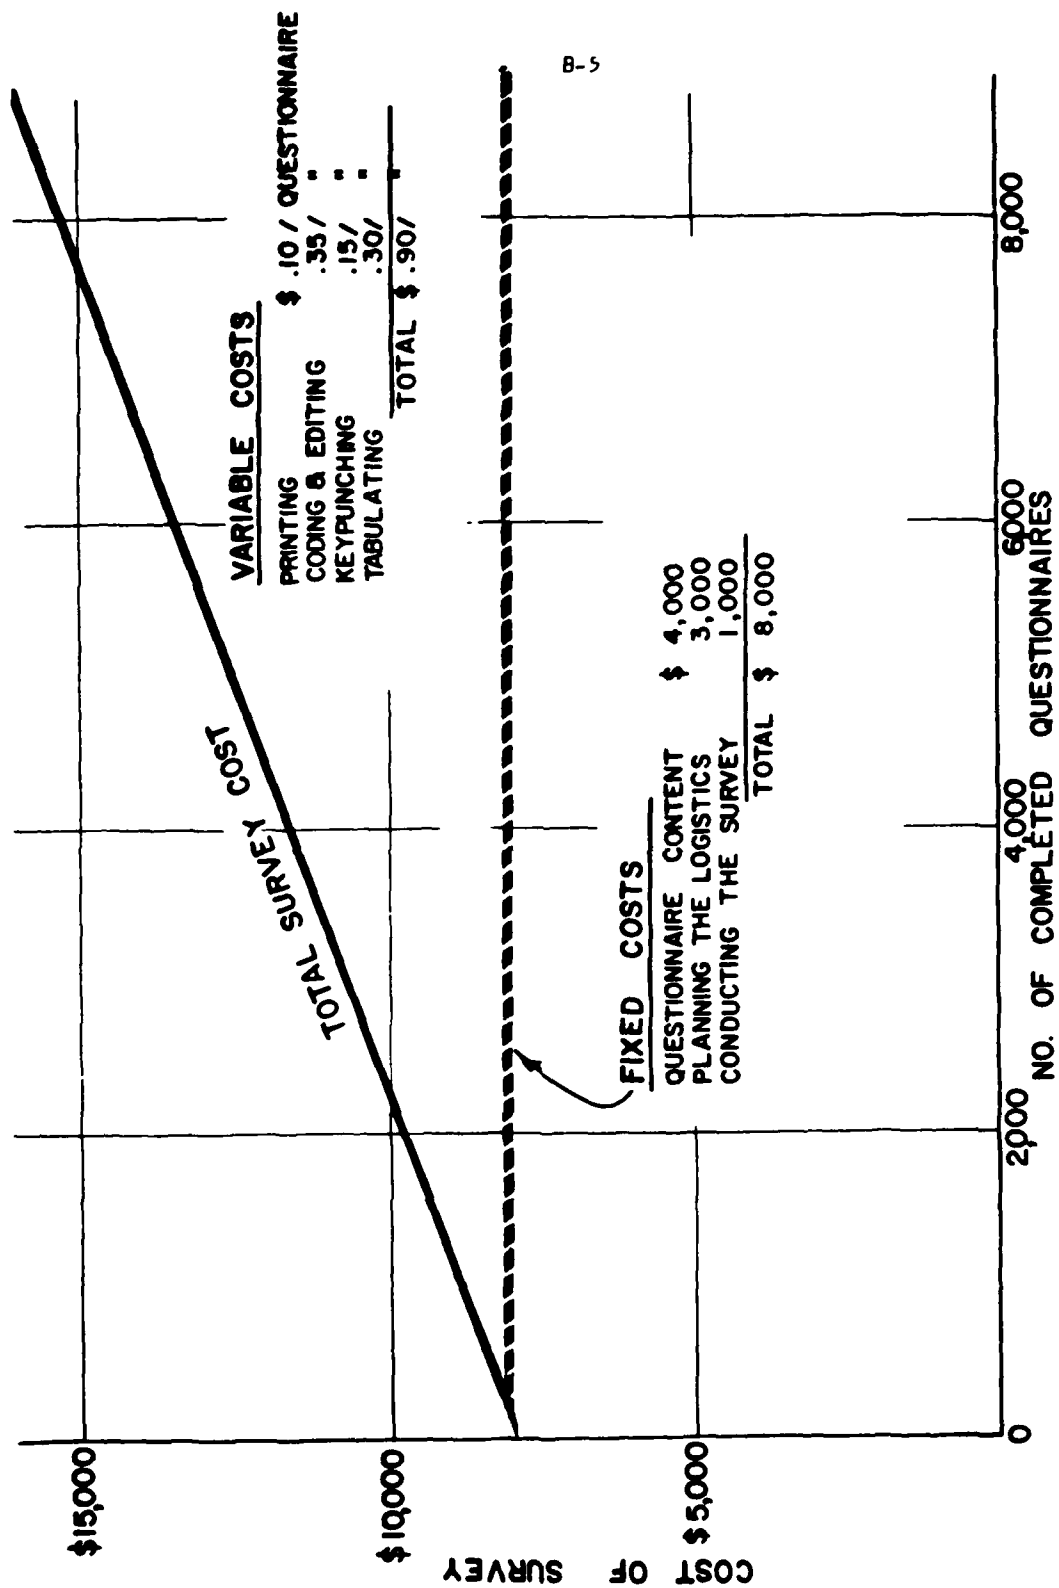 B-5
$15,000
$10,000
$5,000
COST OF SURVEY
TOTAL SURVEY COST
VARIABLE COSTS
PRINTING $ .10 / QUESTIONNAIRE
CODING & EDITING .35/ "
KEYPUNCHING .15/ "
TABULATING .30/ "
TOTAL $ .90/ "
FIXED COSTS
QUESTIONNAIRE CONTENT $ 4,000
PLANNING THE LOGISTICS 3,000
CONDUCTING THE SURVEY 1,000
TOTAL $ 8,000
0 2,000 4,000 6,000 8,000
NO. OF COMPLETED QUESTIONNAIRES